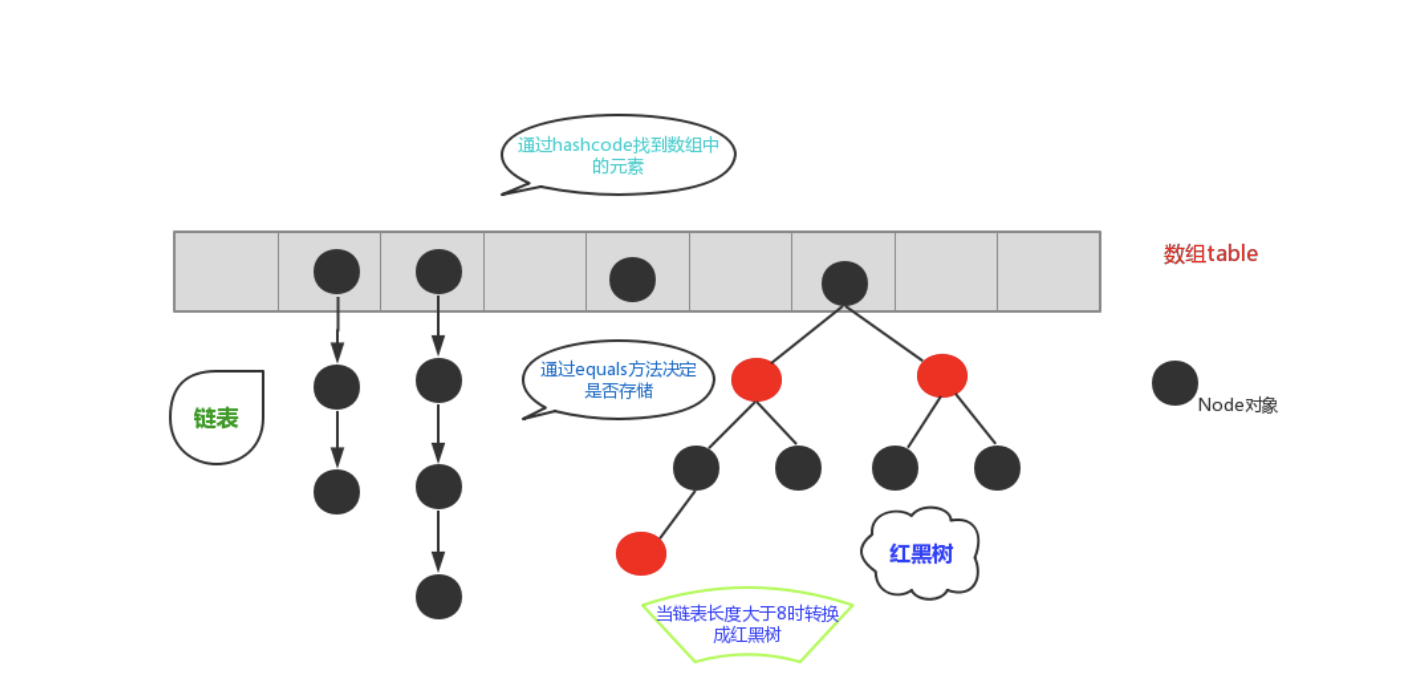 通过hashcode找到数组中
的元素
数组table
通过equals方法决定
是否存储
链表
Node对象
红黑树
当链表长度大于8时转换
成红黑树